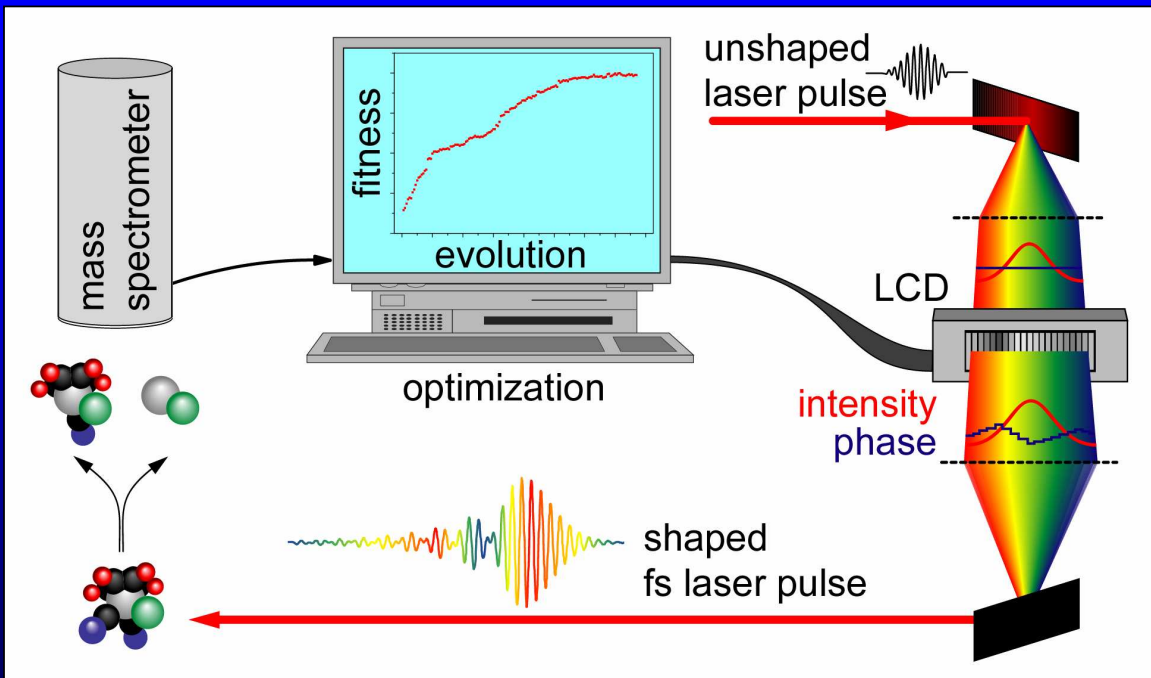 unshaped
laser pulse
fitness
evolution
mass
spectrometer
LCD
optimization
intensity
phase
shaped
fs laser pulse